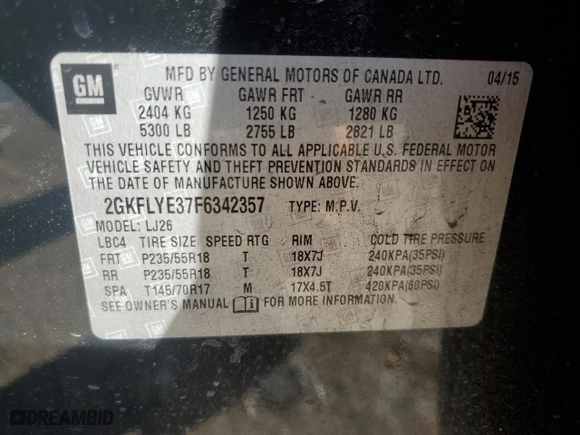 GM
MFD BY GENERAL MOTORS OF CANADA LTD. 04/15
GVWR GAWR FRT GAWR RR
2404 KG 1250 KG 1280 KG
5300 LB 2755 LB 2821 LB
THIS VEHICLE CONFORMS TO ALL APPLICABLE U.S. FEDERAL MOTOR
VEHICLE SAFETY AND THEFT PREVENTION STANDARDS IN EFFECT ON
THE DATE OF MANUFACTURE SHOWN ABOVE.
2GKFLYE37F6342357 TYPE: M.P.V.
MODEL: LJ26
LBC4 TIRE SIZE SPEED RTG RIM COLD TIRE PRESSURE
FRT P235/55R18 T 18X7J 240KPA(35PSI)
RR P235/55R18 T 18X7J 240KPA(35PSI)
SPA T145/70R17 M 17X4.5T 420KPA(60PSI)
SEE OWNER'S MANUAL FOR MORE INFORMATION
DREAMBID